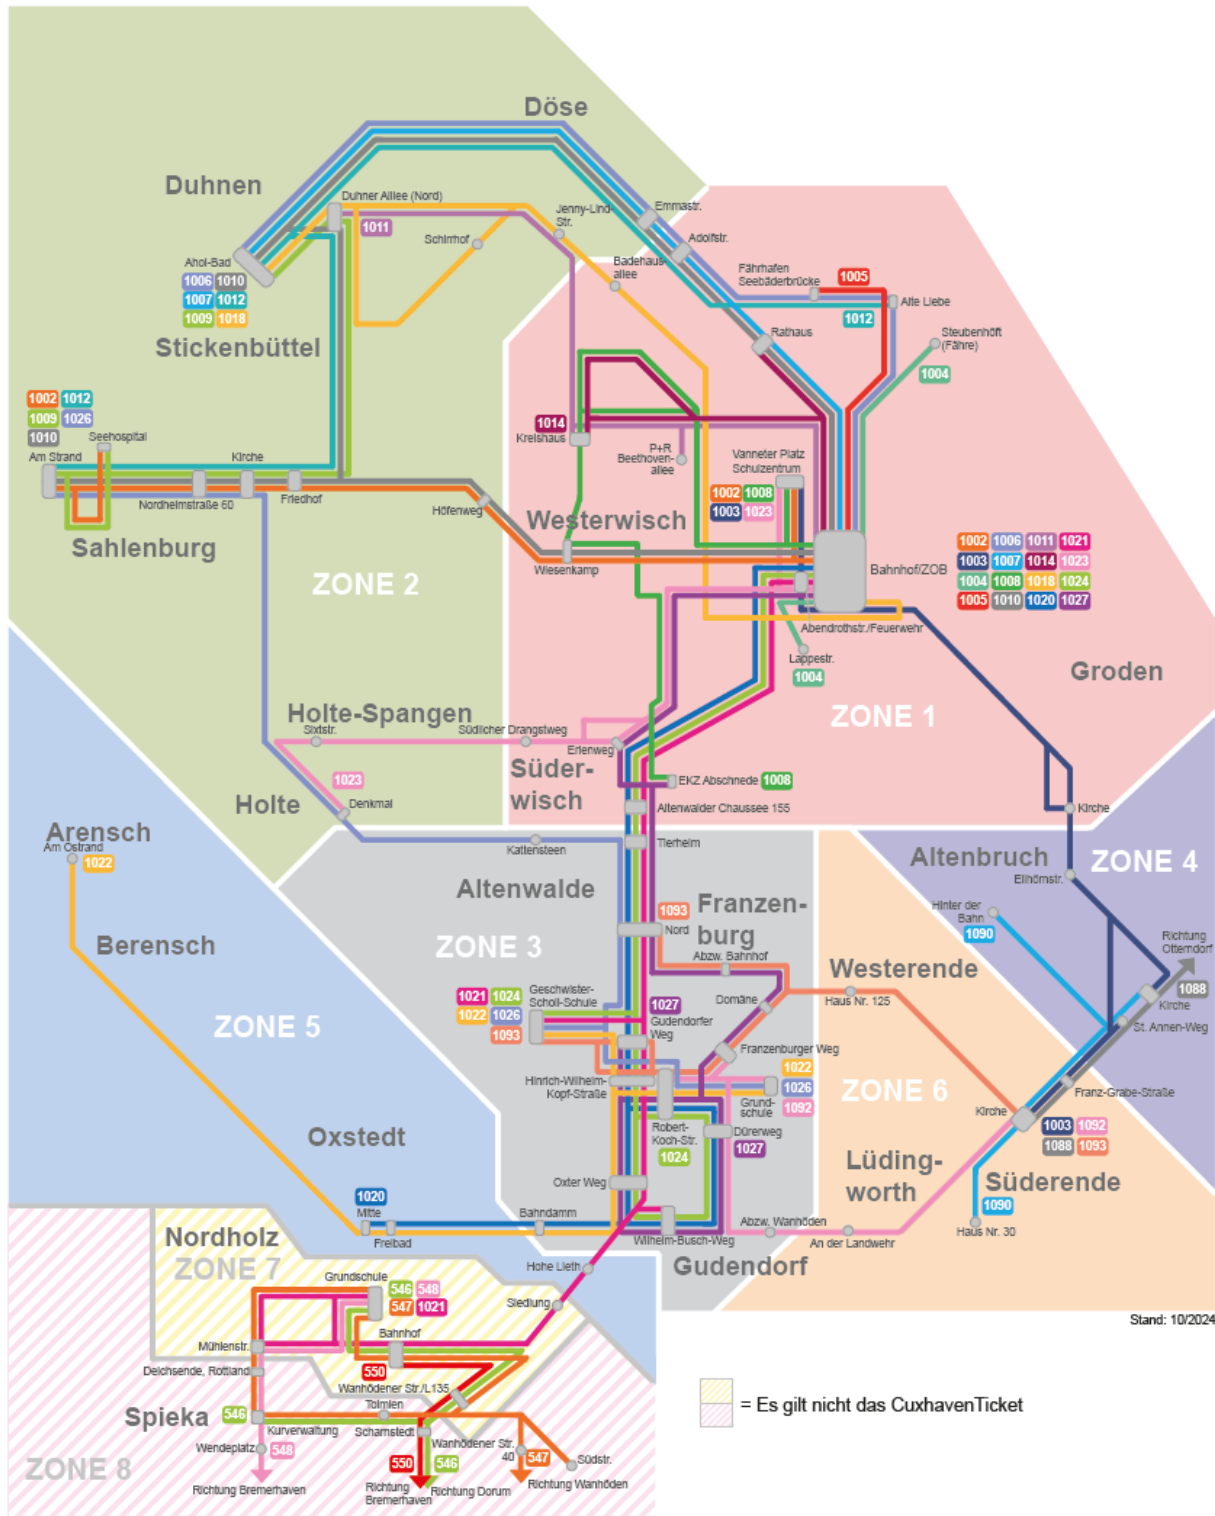 Döse
Duhnen
Duhner Allee (Nord)
1011
Schirrhof
Jenny-Lind-
Str.
Emmastr.
Adolfstr.
Badehaus-
allee
Fährhafen
Seebäderbrücke
1005
Alte Liebe
1012
Ahoi-Bad
1006 1010
1007 1012
1009 1018
Stickenbüttel
Rathaus
Steubenhöft
(Fähre)
1004
1002 1012
1009 1026
1010
Seehospital
Am Strand
Kirche
Nordheimstraße 60
Friedhof
Sahlenburg
1014
Kreishaus
P+R
Beethoven-
allee
Vanneter Platz
Schulzentrum
1002 1008
1003 1023
Höfenweg
Westerwisch
Wiesenkamp
ZONE 2
Bahnhof/ZOB
1002 1006 1011 1021
1003 1007 1014 1023
1004 1008 1018 1024
1005 1010 1020 1027
Abendrothstr./Feuerwehr
Lappestr.
1004
Groden
ZONE 1
Holte-Spangen
Sixtstr.
Südlicher Drangstweg
Erlenweg
Süder-
wisch
EKZ Abschnede 1008
1023
Denkmal
Holte
Altenwalder Chaussee 155
Kirche
Arensch
Am Ostrand
1022
Kattensteen
Tierheim
Altenbruch
ZONE 4
Ellhörnstr.
Altenwalde
1093
Franzen-
burg
Nord
Hinter der
Bahn
1090
Berensch
ZONE 3
Abzw. Bahnhof
Westerende
Richtung
Otterndorf
1088
Geschwister-
Scholl-Schule
1021 1024
1022 1026
1093
1027
Gudendorfer
Weg
Domäne
Haus Nr. 125
Kirche
St. Annen-Weg
ZONE 5
Franzenburger Weg
1022
1026
1092
Hinrich-Wilhelm-
Kopf-Straße
Grund-
schule
ZONE 6
Franz-Grabe-Straße
Kirche
1003 1092
1088 1093
Robert-
Koch-Str.
1024
Dürerweg
1027
Oxstedt
Lüding-
worth
Oxter Weg
Süderende
1090
Haus Nr. 30
1020
Mitte
Freibad
Bahndamm
Wilhelm-Busch-Weg
Abzw. Wanhöden
An der Landwehr
Nordholz
ZONE 7
Gudendorf
Hohe Lieth
Grundschule
546 548
547 1021
Siedlung
Stand: 10/2024
Mühlenstr.
Bahnhof
Deichsende, Rottland
550
Wanhödener Str./L135
Spieka
546
Tolmien
Kurverwaltung
Scharnstedt
Wanhödener Str.
40
547
Südstr.
Wendeplatz 548
ZONE 8
550 546
Richtung Bremerhaven
Richtung
Bremerhaven
Richtung Dorum
Richtung Wanhöden
= Es gilt nicht das CuxhavenTicket